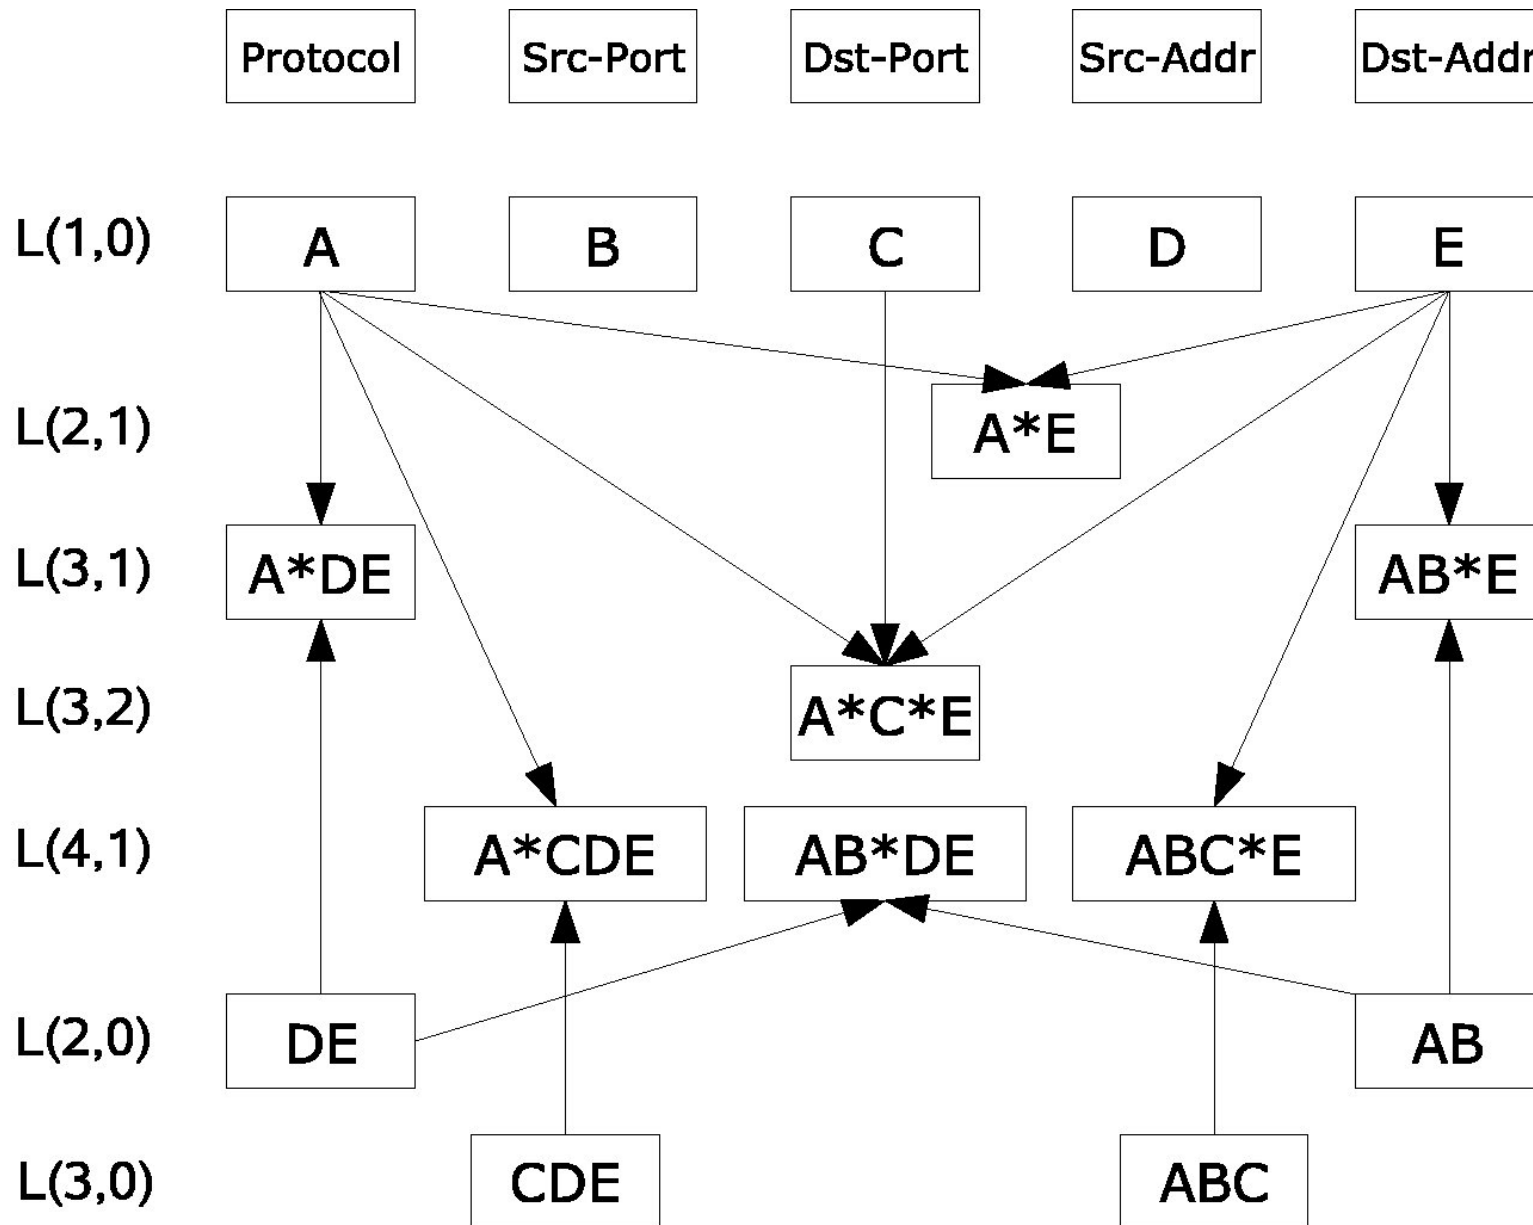 Protocol Src-Port Dst-Port Src-Addr Dst-Addr
L(1,0) A B C D E
L(2,1) A*E
L(3,1) A*DE AB*E
L(3,2) A*C*E
L(4,1) A*CDE AB*DE ABC*E
L(2,0) DE AB
L(3,0) CDE ABC